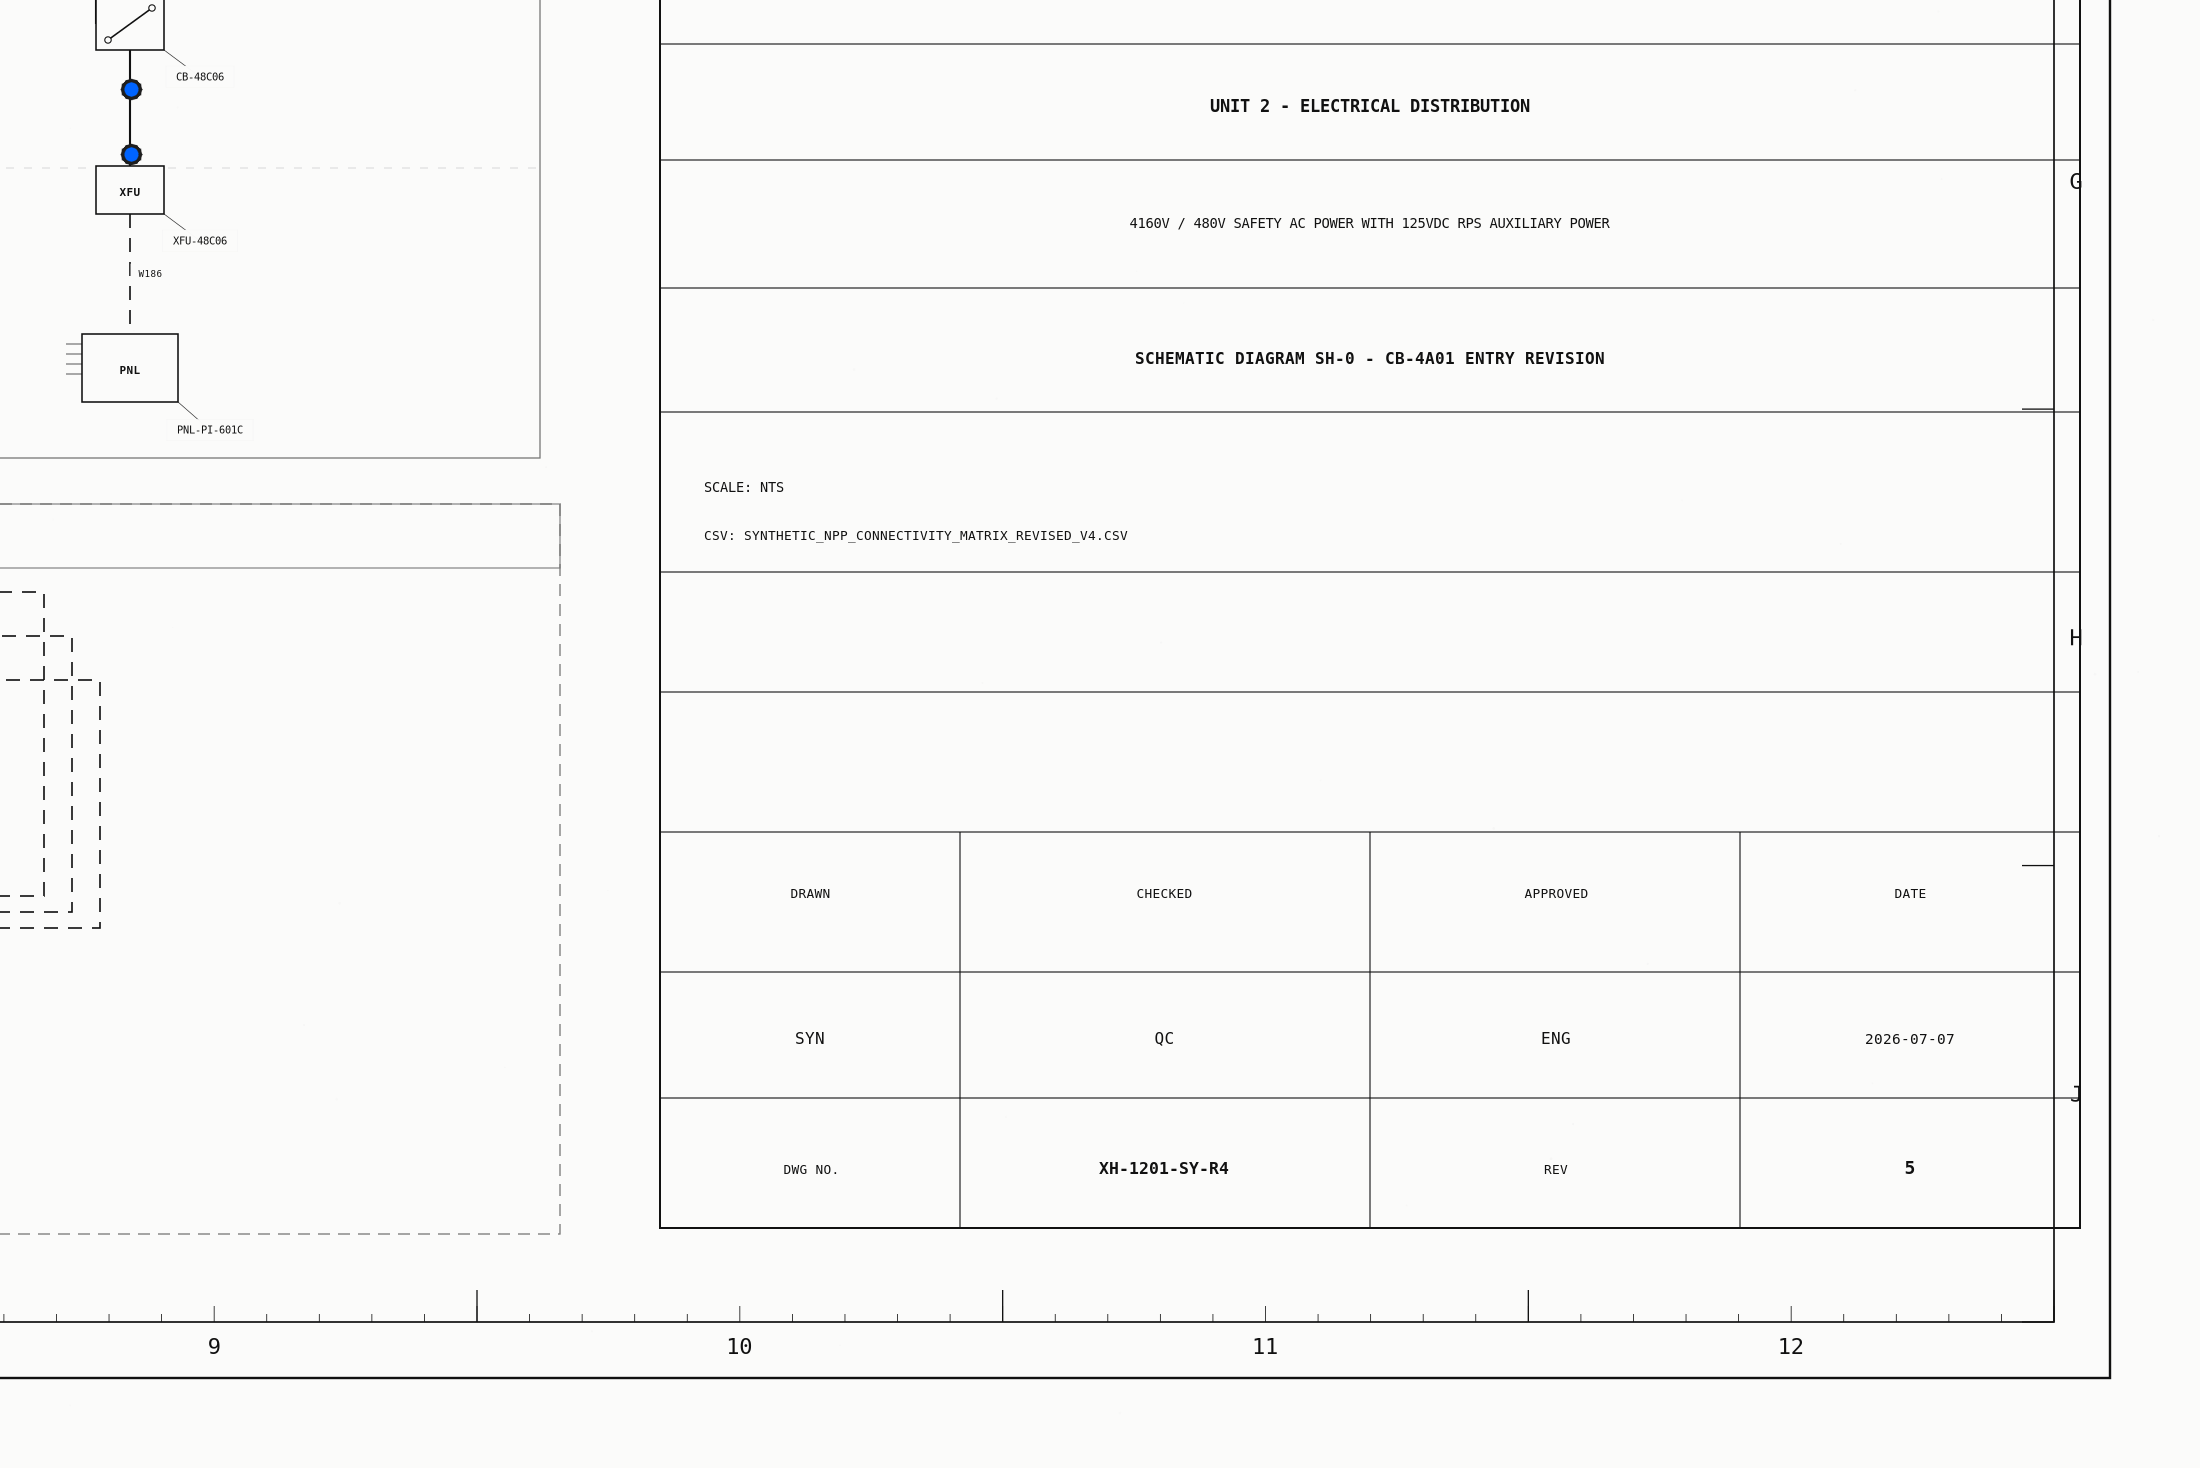 CB-48C06
XFU
XFU-48C06
W186
PNL
PNL-PI-601C
UNIT 2 - ELECTRICAL DISTRIBUTION
4160V / 480V SAFETY AC POWER WITH 125VDC RPS AUXILIARY POWER
SCHEMATIC DIAGRAM SH-0 - CB-4A01 ENTRY REVISION
SCALE: NTS
CSV: SYNTHETIC_NPP_CONNECTIVITY_MATRIX_REVISED_V4.CSV
DRAWN CHECKED APPROVED DATE
SYN QC ENG 2026-07-07
DWG NO. XH-1201-SY-R4 REV 5
G
H
J
9 10 11 12